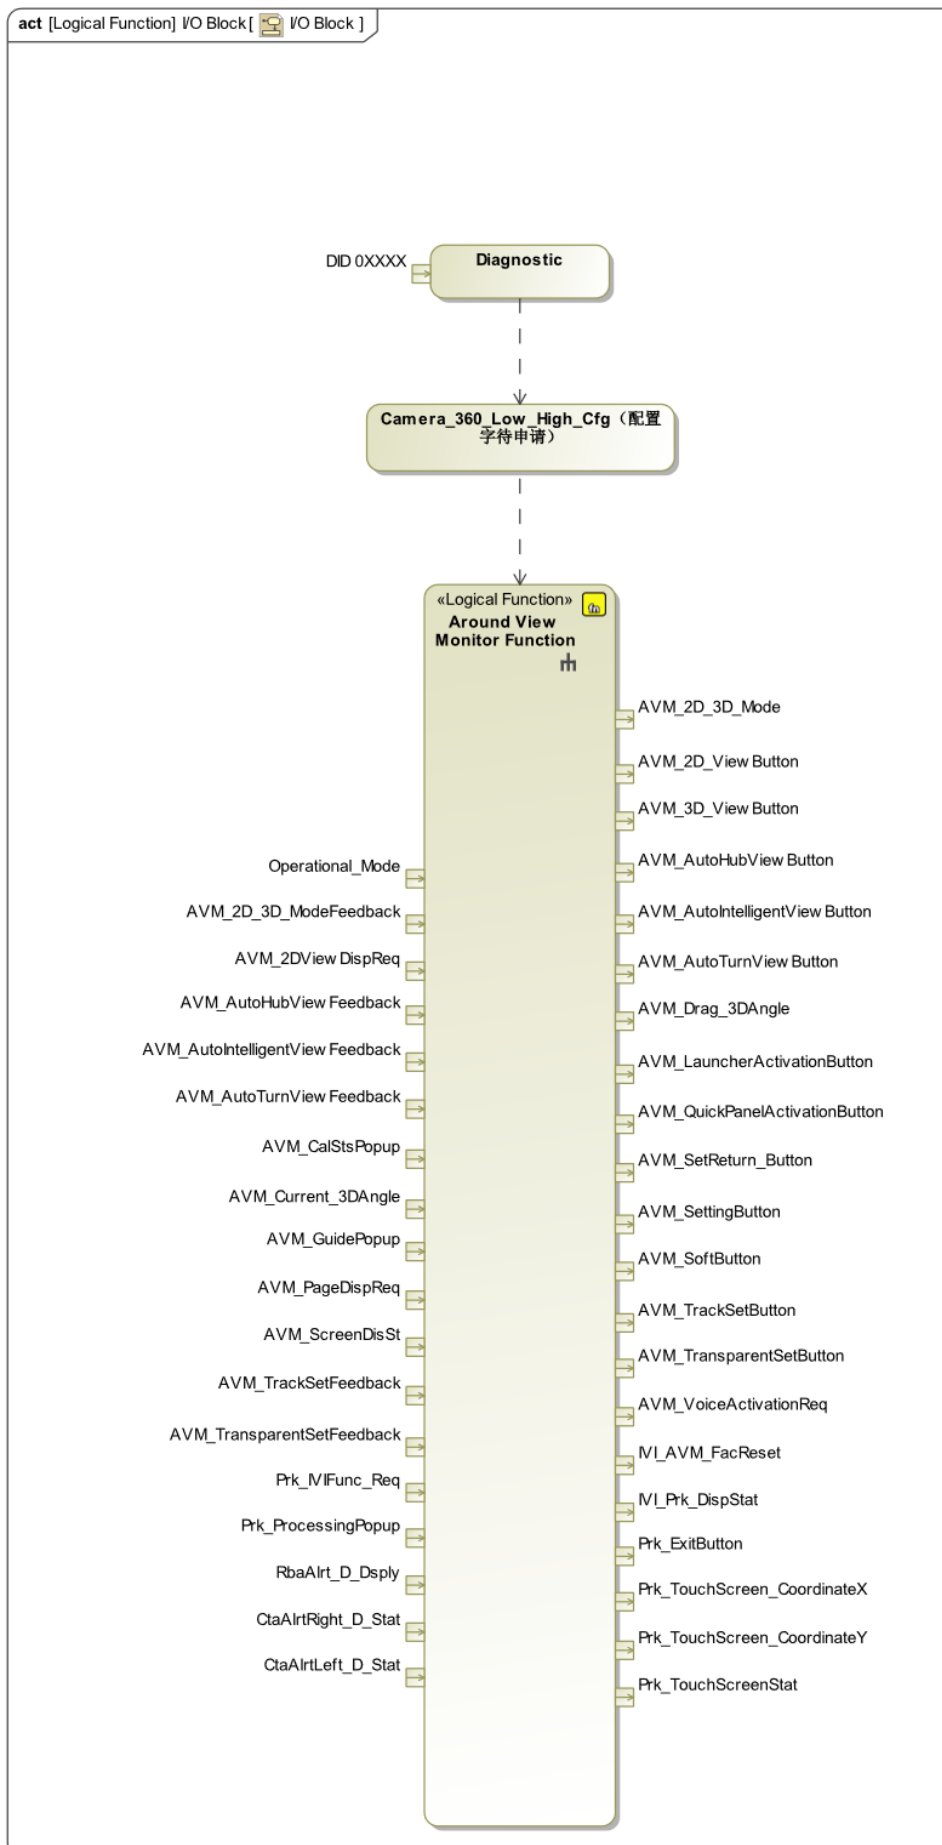 act [Logical Function] I/O Block [ I/O Block ]
DID 0XXXX
Diagnostic
Camera_360_Low_High_Cfg（配置
字待申请）
«Logical Function»
Around View
Monitor Function
Operational_Mode
AVM_2D_3D_ModeFeedback
AVM_2DView DispReq
AVM_AutoHubView Feedback
AVM_AutoIntelligentView Feedback
AVM_AutoTurnView Feedback
AVM_CalStsPopup
AVM_Current_3DAngle
AVM_GuidePopup
AVM_PageDispReq
AVM_ScreenDisSt
AVM_TrackSetFeedback
AVM_TransparentSetFeedback
Prk_IVIFunc_Req
Prk_ProcessingPopup
RbaAlrt_D_Dsply
CtaAlrtRight_D_Stat
CtaAlrtLeft_D_Stat
AVM_2D_3D_Mode
AVM_2D_View Button
AVM_3D_View Button
AVM_AutoHubView Button
AVM_AutoIntelligentView Button
AVM_AutoTurnView Button
AVM_Drag_3DAngle
AVM_LauncherActivationButton
AVM_QuickPanelActivationButton
AVM_SetReturn_Button
AVM_SettingButton
AVM_SoftButton
AVM_TrackSetButton
AVM_TransparentSetButton
AVM_VoiceActivationReq
IVI_AVM_FacReset
IVI_Prk_DispStat
Prk_ExitButton
Prk_TouchScreen_CoordinateX
Prk_TouchScreen_CoordinateY
Prk_TouchScreenStat